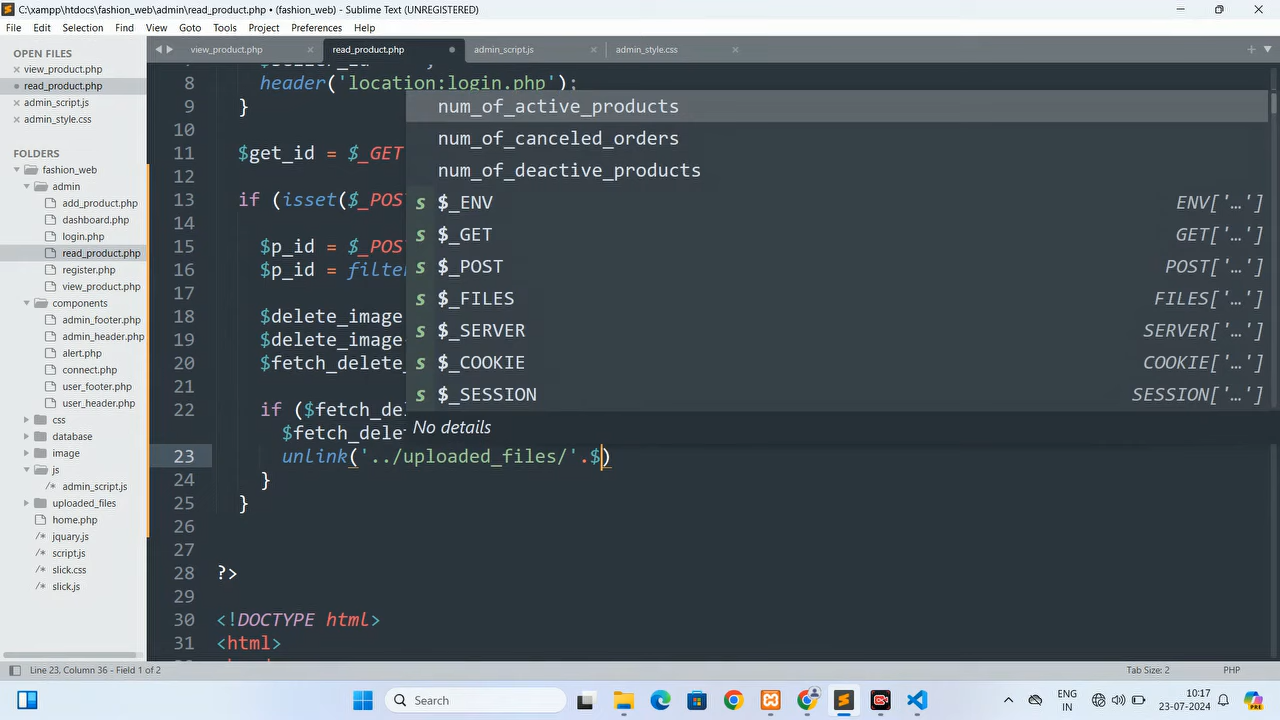 C:\xampp\htdocs\fashion_web\admin\read_product.php • (fashion_web) - Sublime Text (UNREGISTERED)
File Edit Selection Find View Goto Tools Project Preferences Help
OPEN FILES
view_product.php
read_product.php
admin_script.js
admin_style.css
FOLDERS
fashion_web
admin
add_product.php
dashboard.php
login.php
read_product.php
register.php
view_product.php
components
admin_footer.php
admin_header.php
alert.php
connect.php
user_footer.php
user_header.php
css
database
image
js
admin_script.js
uploaded_files
home.php
jquary.js
script.js
slick.css
slick.js
view_product.php read_product.php admin_script.js admin_style.css
8 header('location:login.php');
9 }
10
11 $get_id = $_GET
12
13 if (isset($_POS
14
15 $p_id = $_POST
16 $p_id = filter
17
18 $delete_image
19 $delete_image
20 $fetch_delete_
21
22 if ($fetch_de
23 unlink('../uploaded_files/'.$)
24 }
25 }
26
27
28 ?>
29
30 <!DOCTYPE html>
31 <html>
num_of_active_products
num_of_canceled_orders
num_of_deactive_products
s $_ENV ENV['…']
s $_GET GET['…']
s $_POST POST['…']
s $_FILES FILES['…']
s $_SERVER SERVER['…']
s $_COOKIE COOKIE['…']
s $_SESSION SESSION['…']
No details
Line 23, Column 36 - Field 1 of 2 Tab Size: 2 PHP
Search
ENG
IN
10:17
23-07-2024